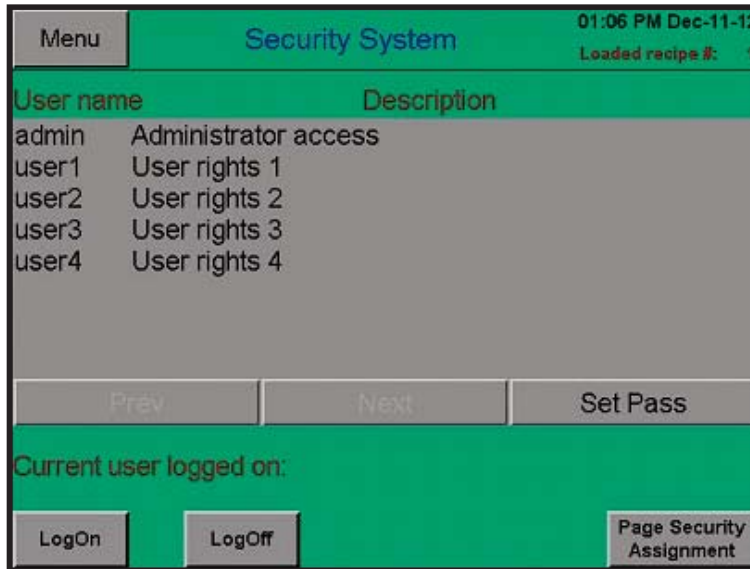 Menu
Security System
01:06 PM Dec-11-12
Loaded recipe #:
User name Description
admin Administrator access
user1 User rights 1
user2 User rights 2
user3 User rights 3
user4 User rights 4
Prev Next Set Pass
Current user logged on:
LogOn
LogOff
Page Security
Assignment